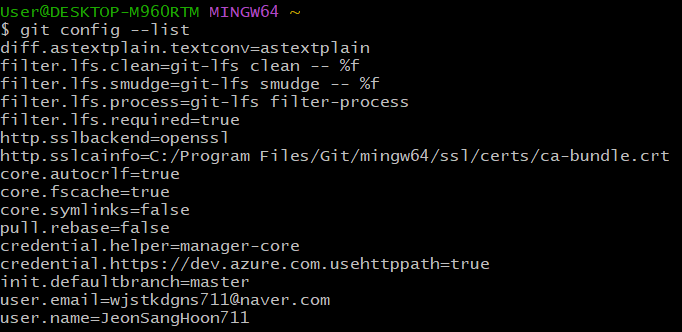 User@DESKTOP-M960RTM MINGW64 ~
$ git config --list
diff.astextplain.textconv=astextplain
filter.lfs.clean=git-lfs clean -- %f
filter.lfs.smudge=git-lfs smudge -- %f
filter.lfs.process=git-lfs filter-process
filter.lfs.required=true
http.sslbackend=openssl
http.sslcainfo=C:/Program Files/Git/mingw64/ssl/certs/ca-bundle.crt
core.autocrlf=true
core.fscache=true
core.symlinks=false
pull.rebase=false
credential.helper=manager-core
credential.https://dev.azure.com.usehttppath=true
init.defaultbranch=master
user.email=wjstkdgns711@naver.com
user.name=JeonSangHoon711